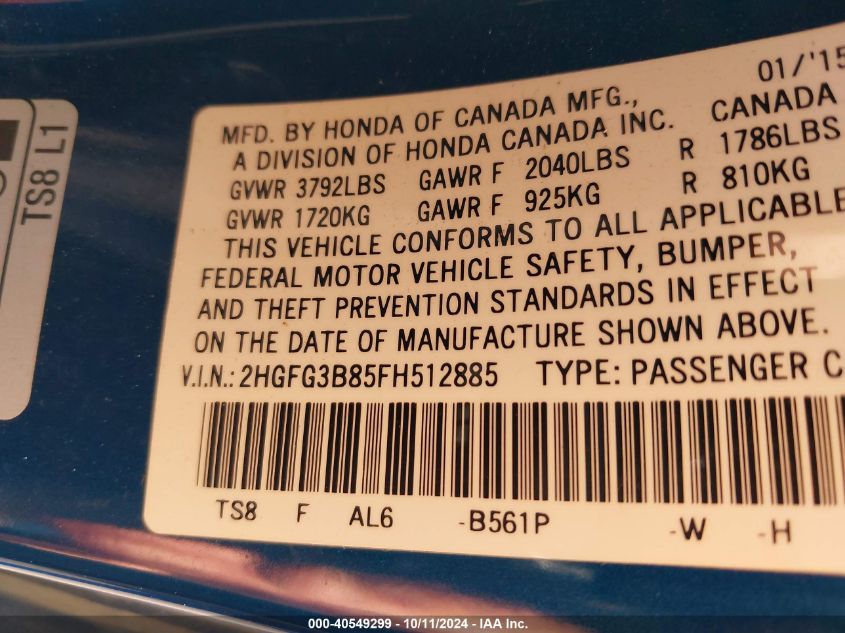 TS8 L1
01/'15
MFD. BY HONDA OF CANADA MFG.,
A DIVISION OF HONDA CANADA INC. CANADA
GVWR 3792LBS GAWR F 2040LBS R 1786LBS
GVWR 1720KG GAWR F 925KG R 810KG
THIS VEHICLE CONFORMS TO ALL APPLICABLE
FEDERAL MOTOR VEHICLE SAFETY, BUMPER,
AND THEFT PREVENTION STANDARDS IN EFFECT
ON THE DATE OF MANUFACTURE SHOWN ABOVE.
V.I.N.: 2HGFG3B85FH512885 TYPE: PASSENGER C
TS8 F AL6 -B561P -W -H
000-40549299 - 10/11/2024 - IAA Inc.